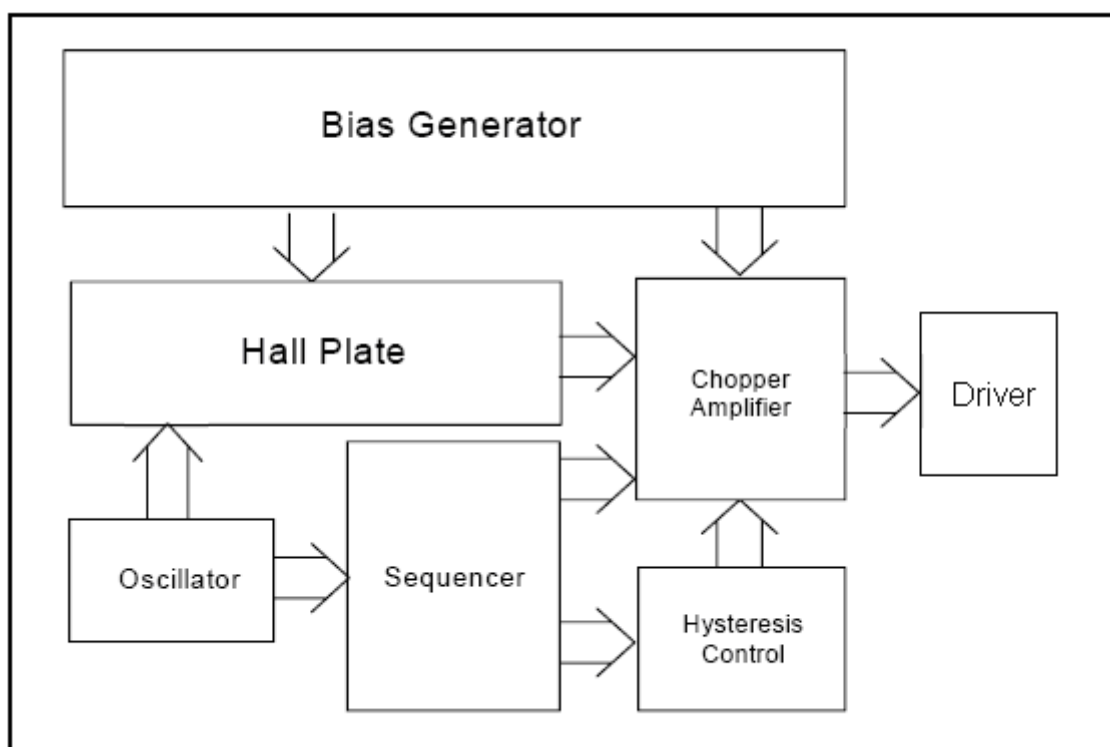 Bias Generator
Hall Plate
Chopper
Amplifier
Driver
Oscillator
Sequencer
Hysteresis
Control